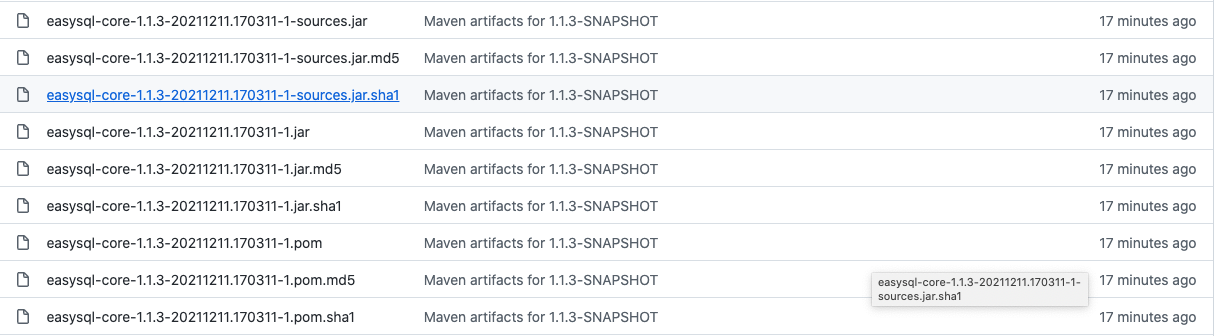 easysql-core-1.1.3-20211211.170311-1-sources.jar Maven artifacts for 1.1.3-SNAPSHOT 17 minutes ago
easysql-core-1.1.3-20211211.170311-1-sources.jar.md5 Maven artifacts for 1.1.3-SNAPSHOT 17 minutes ago
easysql-core-1.1.3-20211211.170311-1-sources.jar.sha1 Maven artifacts for 1.1.3-SNAPSHOT 17 minutes ago
easysql-core-1.1.3-20211211.170311-1.jar Maven artifacts for 1.1.3-SNAPSHOT 17 minutes ago
easysql-core-1.1.3-20211211.170311-1.jar.md5 Maven artifacts for 1.1.3-SNAPSHOT 17 minutes ago
easysql-core-1.1.3-20211211.170311-1.jar.sha1 Maven artifacts for 1.1.3-SNAPSHOT 17 minutes ago
easysql-core-1.1.3-20211211.170311-1.pom Maven artifacts for 1.1.3-SNAPSHOT 17 minutes ago
easysql-core-1.1.3-20211211.170311-1.pom.md5 Maven artifacts for 1.1.3-SNAPSHOT 17 minutes ago
easysql-core-1.1.3-20211211.170311-1-
sources.jar.sha1
easysql-core-1.1.3-20211211.170311-1.pom.sha1 Maven artifacts for 1.1.3-SNAPSHOT 17 minutes ago